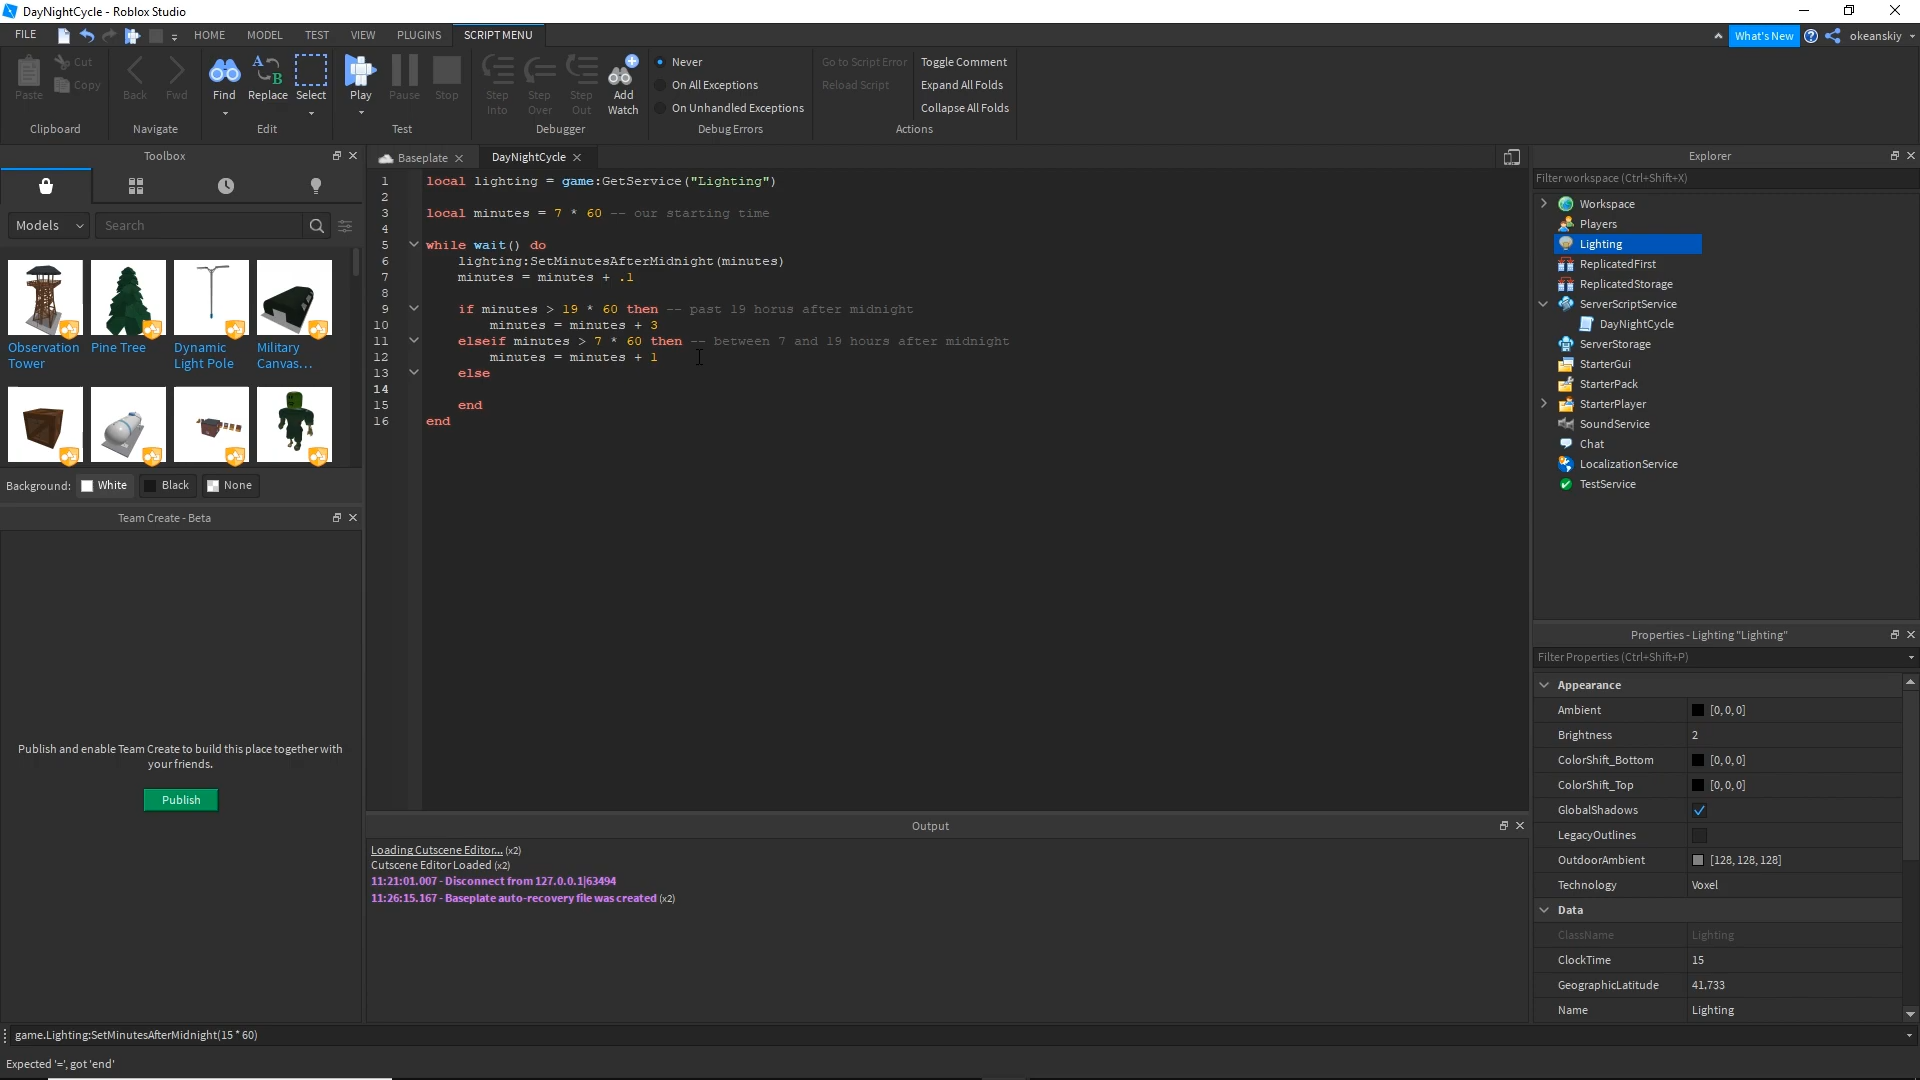 DayNightCycle - Roblox Studio
FILE HOME MODEL TEST VIEW PLUGINS SCRIPT MENU What's New okeanskiy
Paste Cut Copy Back Fwd Find Replace Select Play Pause Stop Step Into Step Over Step Out Add Watch
Never
On All Exceptions
On Unhandled Exceptions
Go to Script Error
Reload Script
Toggle Comment
Expand All Folds
Collapse All Folds
Clipboard Navigate Edit Test Debugger Debug Errors Actions
Toolbox
Models Search
Observation Tower
Pine Tree
Dynamic Light Pole
Military Canvas...
Background: White Black None
Team Create - Beta
Publish and enable Team Create to build this place together with
your friends.
Publish
Baseplate DayNightCycle
1 local lighting = game:GetService("Lighting")
2
3 local minutes = 7 * 60 -- our starting time
4
5 while wait() do
6 lighting:SetMinutesAfterMidnight(minutes)
7 minutes = minutes + .1
8
9 if minutes > 19 * 60 then -- past 19 horus after midnight
10 minutes = minutes + 3
11 elseif minutes > 7 * 60 then -- between 7 and 19 hours after midnight
12 minutes = minutes + 1
13 else
14
15 end
16 end
Output
Loading Cutscene Editor... (x2)
Cutscene Editor Loaded (x2)
11:21:01.007 - Disconnect from 127.0.0.1|63494
11:26:15.167 - Baseplate auto-recovery file was created (x2)
Explorer
Filter workspace (Ctrl+Shift+X)
Workspace
Players
Lighting
ReplicatedFirst
ReplicatedStorage
ServerScriptService
DayNightCycle
ServerStorage
StarterGui
StarterPack
StarterPlayer
SoundService
Chat
LocalizationService
TestService
Properties - Lighting "Lighting"
Filter Properties (Ctrl+Shift+P)
Appearance
Ambient [0, 0, 0]
Brightness 2
ColorShift_Bottom [0, 0, 0]
ColorShift_Top [0, 0, 0]
GlobalShadows
LegacyOutlines
OutdoorAmbient [128, 128, 128]
Technology Voxel
Data
ClassName Lighting
ClockTime 15
GeographicLatitude 41.733
Name Lighting
game.Lighting:SetMinutesAfterMidnight(15 * 60)
Expected '=', got 'end'